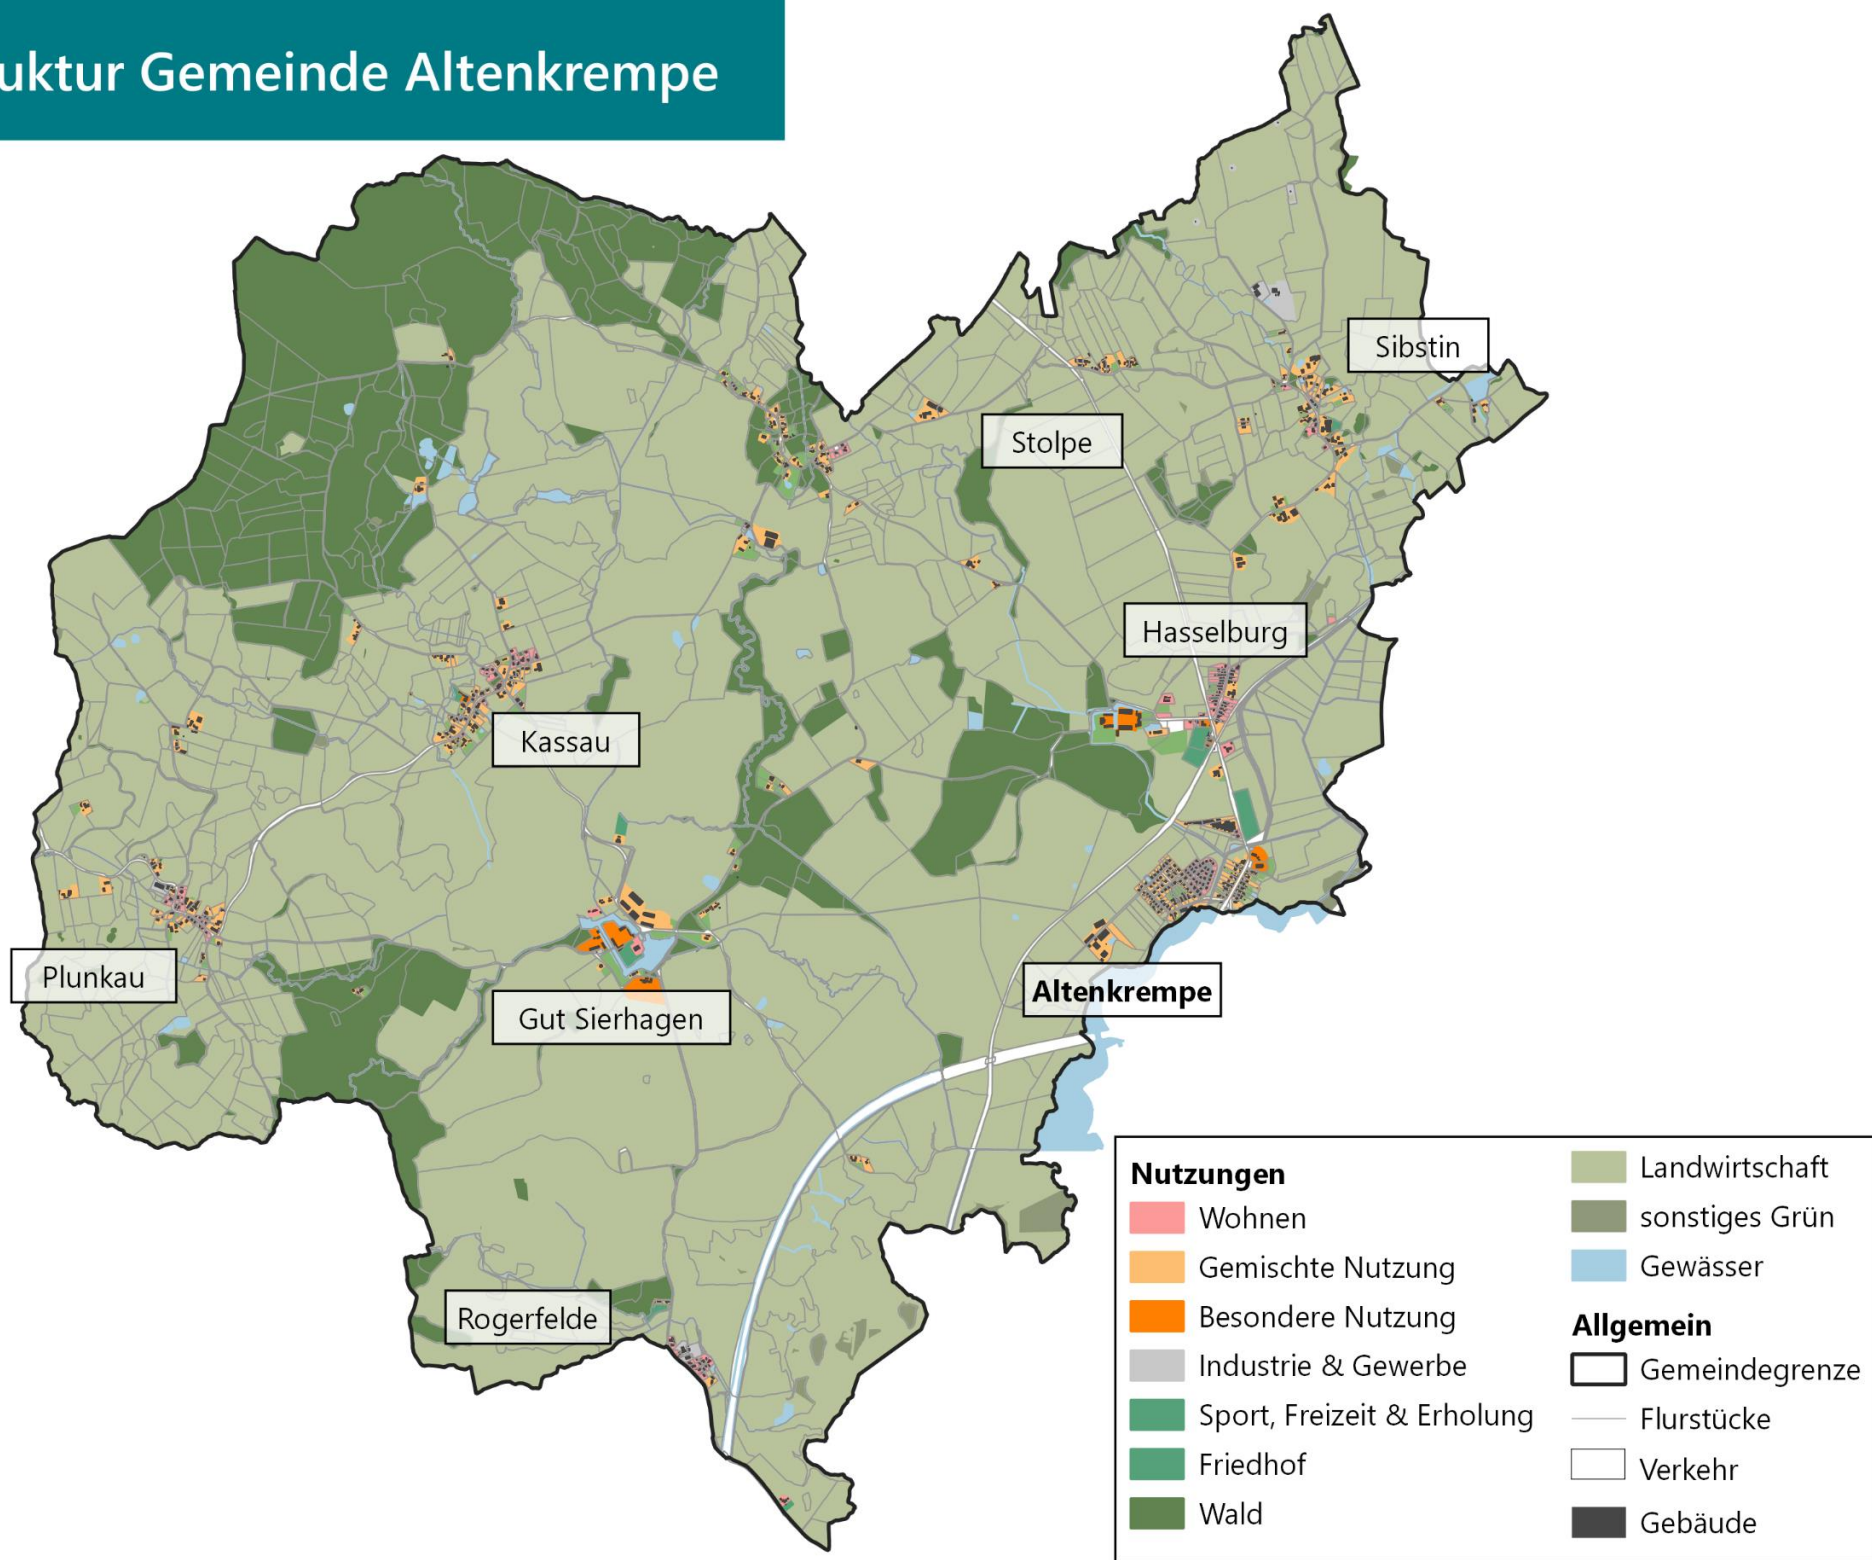 uktur Gemeinde Altenkrempe
Sibstin
Stolpe
Hasselburg
Kassau
Plunkau
Altenkrempe
Gut Sierhagen
Rogerfelde
Nutzungen
Wohnen
Gemischte Nutzung
Besondere Nutzung
Industrie & Gewerbe
Sport, Freizeit & Erholung
Friedhof
Wald
Landwirtschaft
sonstiges Grün
Gewässer
Allgemein
Gemeindegrenze
Flurstücke
Verkehr
Gebäude